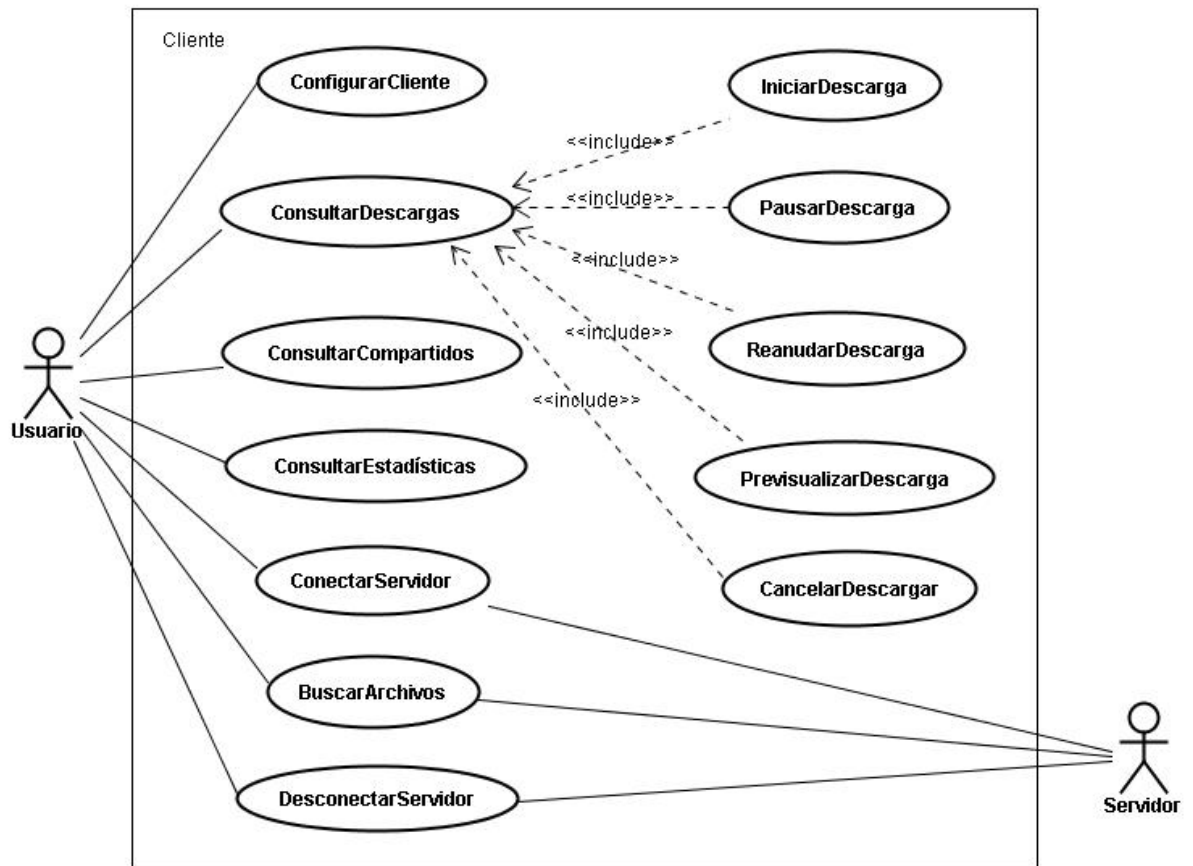 Cliente
ConfigurarCliente
IniciarDescarga
<<include>>
ConsultarDescargas
<<include>>
PausarDescarga
<<include>>
ConsultarCompartidos
<<include>>
ReanudarDescarga
<<include>>
Usuario
ConsultarEstadísticas
PrevisualizarDescarga
ConectarServidor
CancelarDescargar
BuscarArchivos
DesconectarServidor
Servidor